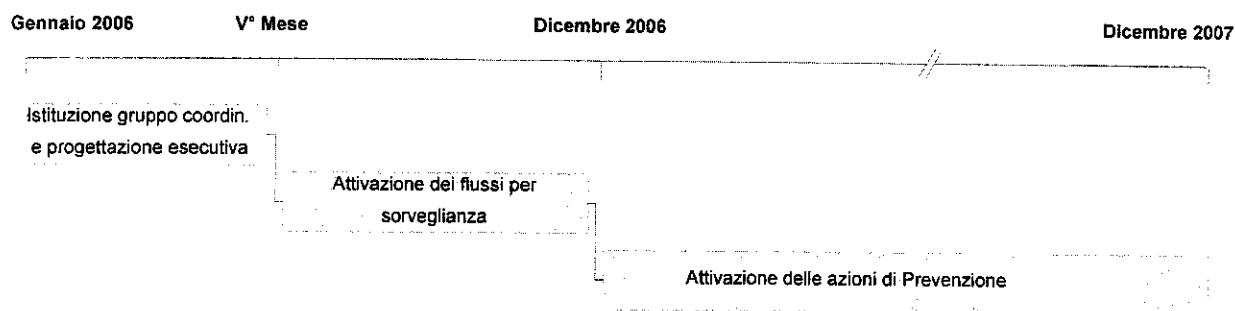 Gennaio 2006 V° Mese Dicembre 2006 Dicembre 2007
Istituzione gruppo coordin.
e progettazione esecutiva
Attivazione dei flussi per
sorveglianza
Attivazione delle azioni di Prevenzione